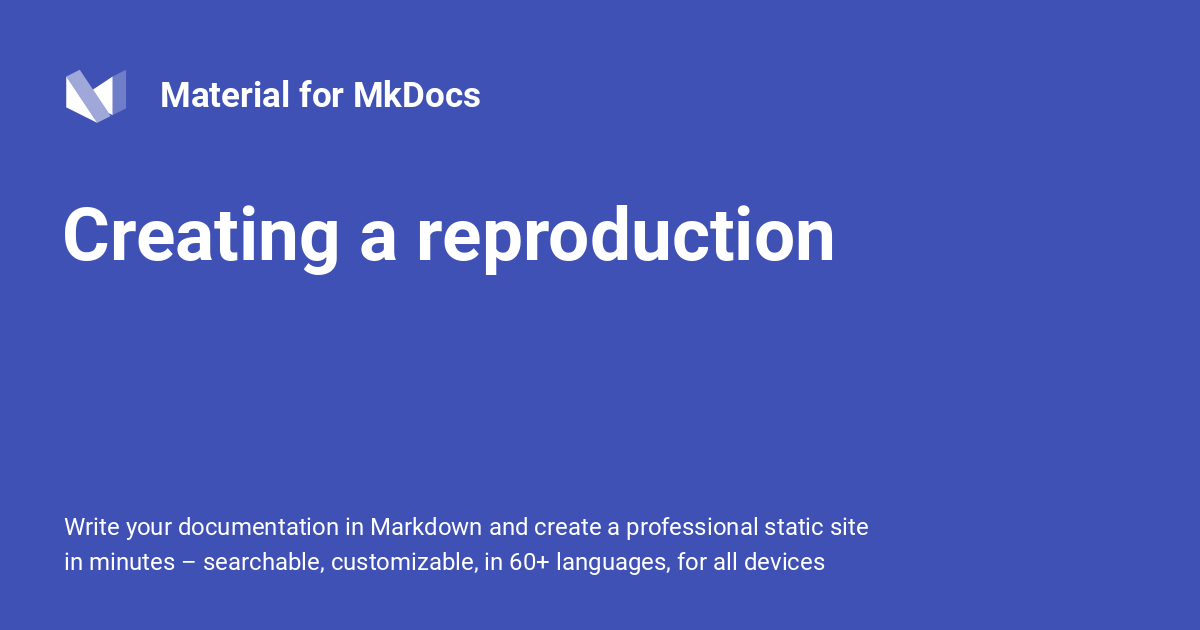 Material for MkDocs
Creating a reproduction
Write your documentation in Markdown and create a professional static site
in minutes – searchable, customizable, in 60+ languages, for all devices